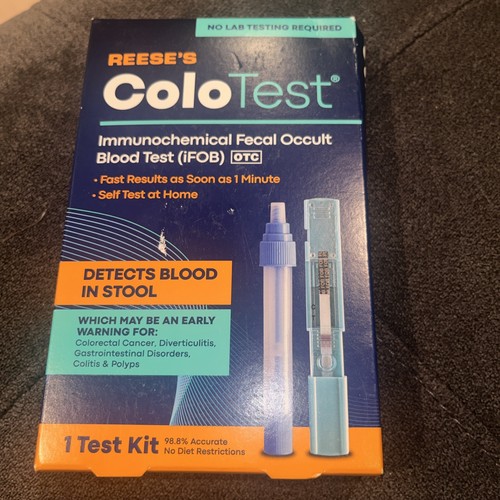 NO LAB TESTING REQUIRED
REESE'S
ColoTest®
Immunochemical Fecal Occult
Blood Test (iFOB) OTC
• Fast Results as Soon as 1 Minute
• Self Test at Home
DETECTS BLOOD
IN STOOL
WHICH MAY BE AN EARLY
WARNING FOR:
Colorectal Cancer, Diverticulitis,
Gastrointestinal Disorders,
Colitis & Polyps
1 Test Kit
98.8% Accurate
No Diet Restrictions